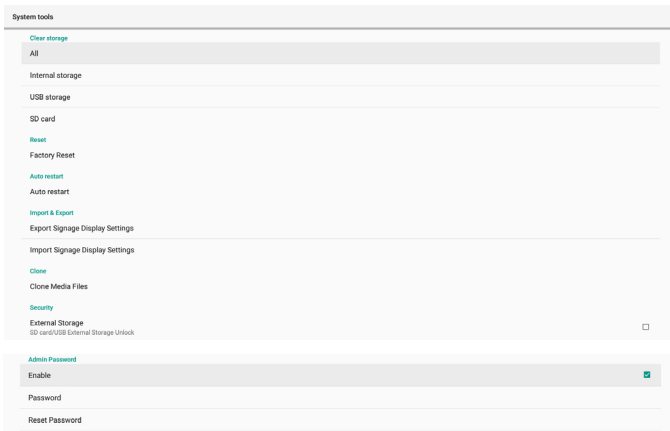 System tools
Clear storage
All
Internal storage
USB storage
SD card
Reset
Factory Reset
Auto restart
Auto restart
Import & Export
Export Signage Display Settings
Import Signage Display Settings
Clone
Clone Media Files
Security
External Storage
SD card/USB External Storage Unlock
Admin Password
Enable
Password
Reset Password